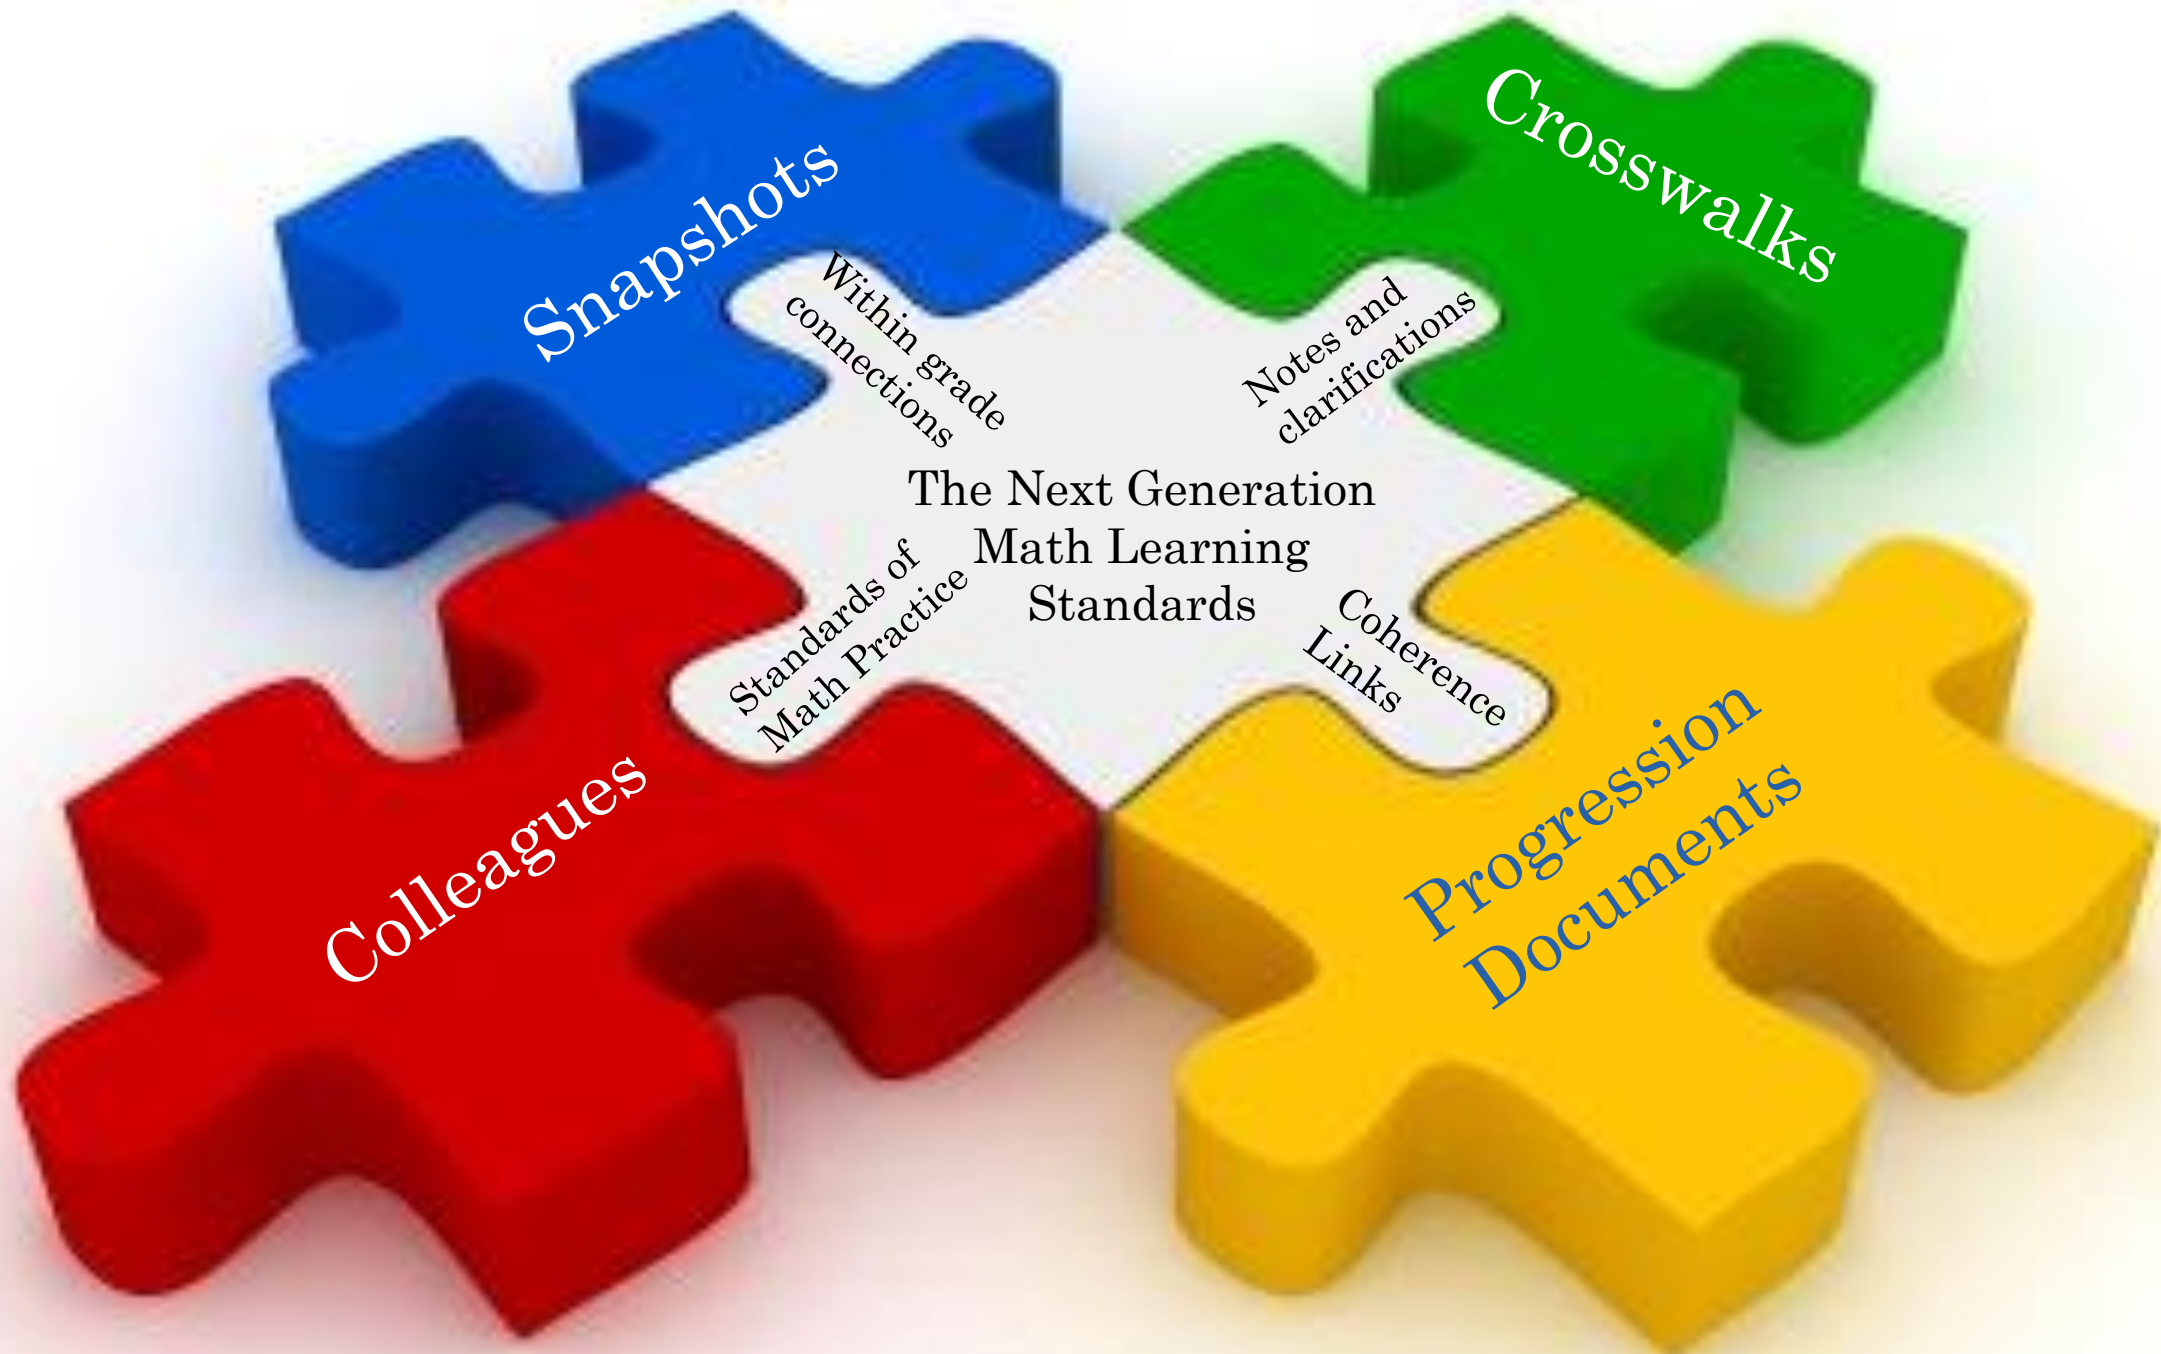 Snapshots
Crosswalks
Within grade
connections
Notes and
clarifications
The Next Generation
Math Learning
Standards
Standards of
Math Practice
Coherence
Links
Colleagues
Progression
Documents